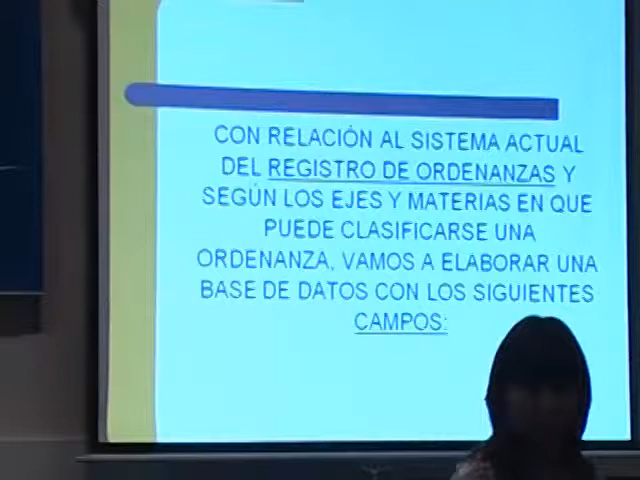 CON RELACIÓN AL SISTEMA ACTUAL
DEL REGISTRO DE ORDENANZAS Y
SEGÚN LOS EJES Y MATERIAS EN QUE
PUEDE CLASIFICARSE UNA
ORDENANZA, VAMOS A ELABORAR UNA
BASE DE DATOS CON LOS SIGUIENTES
CAMPOS: